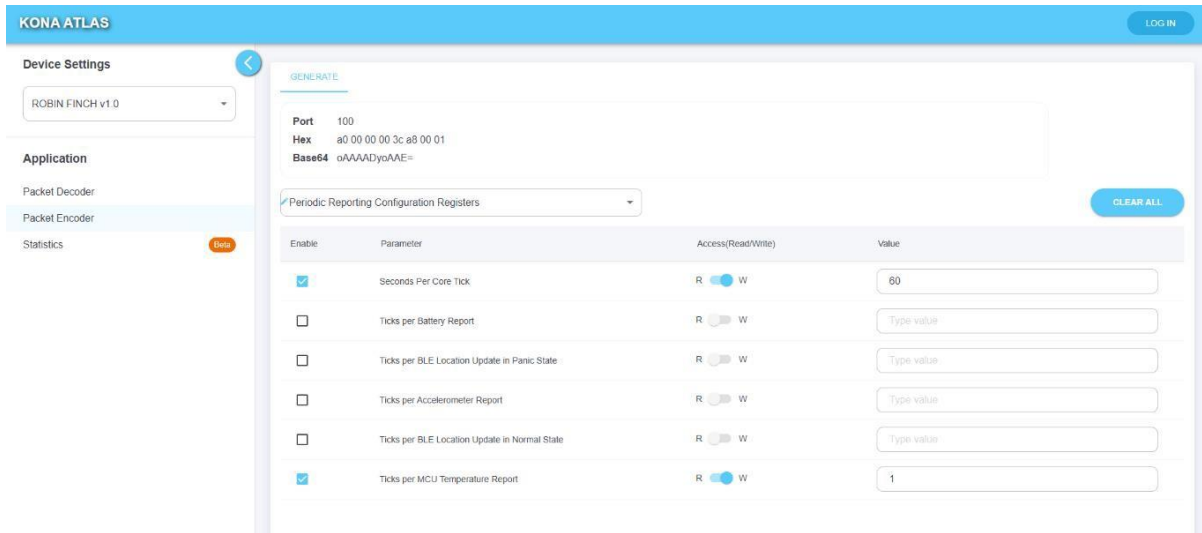 KONA ATLAS
LOG IN
Device Settings
ROBIN FINCH v1.0
Application
Packet Decoder
Packet Encoder
Statistics Beta
GENERATE
Port 100
Hex a0 00 00 00 3c a8 00 01
Base64 oAAAADyoAAE=
Periodic Reporting Configuration Registers
CLEAR ALL
Enable Parameter Access(Read/Write) Value
Seconds Per Core Tick R W 60
Ticks per Battery Report R W Type value
Ticks per BLE Location Update in Panic State R W Type value
Ticks per Accelerometer Report R W Type value
Ticks per BLE Location Update in Normal State R W Type value
Ticks per MCU Temperature Report R W 1